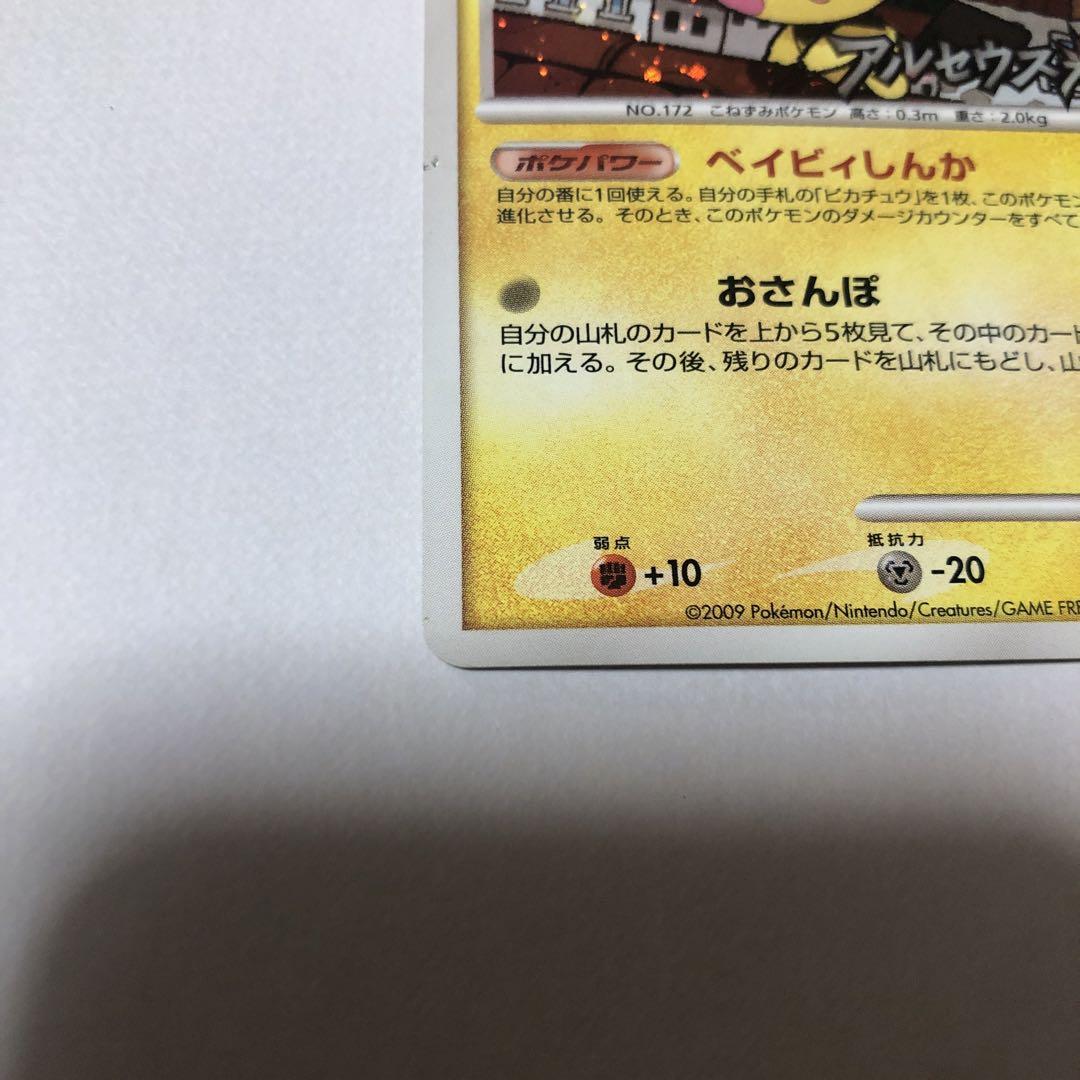 アルセウス
NO.172 こねずみポケモン 高さ:0.3m 重さ:2.0kg
ポケパワー ベイビィしんか
自分の番に1回使える。自分の手札の「ピカチュウ」を1枚、このポケモン
進化させる。そのとき、このポケモンのダメージカウンターをすべて
おさんぽ
自分の山札のカードを上から5枚見て、その中のカード
に加える。その後、残りのカードを山札にもどし、山
弱点 抵抗力
+10 -20
©2009 Pokémon/Nintendo/Creatures/GAME FRE